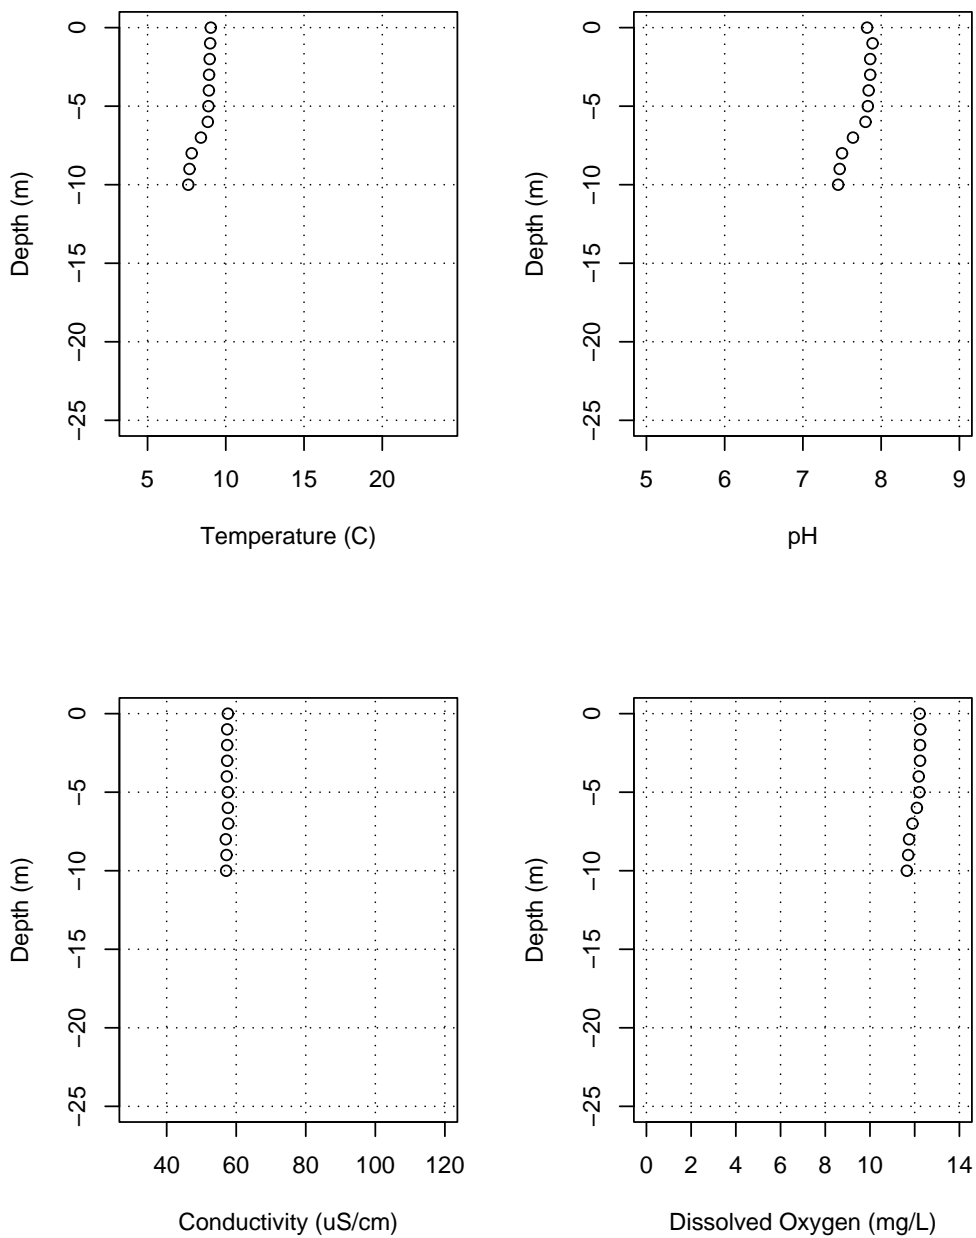 0
−5
−10
−15
−20
−25
Depth (m)
5 10 15 20
Temperature (C)
0
−5
−10
−15
−20
−25
Depth (m)
5 6 7 8 9
pH
0
−5
−10
−15
−20
−25
Depth (m)
40 60 80 100 120
Conductivity (uS/cm)
0
−5
−10
−15
−20
−25
Depth (m)
0 2 4 6 8 10 12 14
Dissolved Oxygen (mg/L)